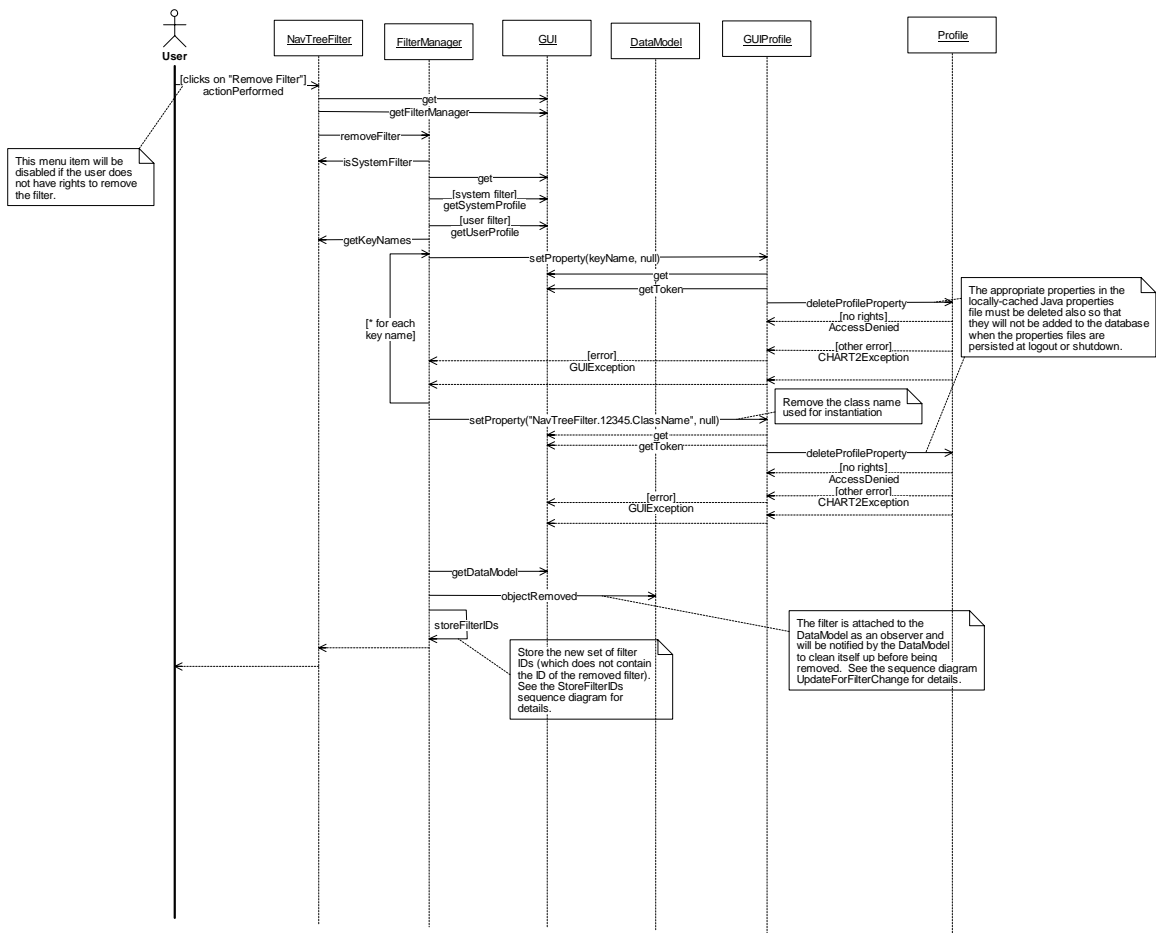 NavTreeFilter
FilterManager
GUI
DataModel
GUIProfile
Profile
User
[clicks on "Remove Filter"]
actionPerformed
get
getFilterManager
removeFilter
This menu item will be
disabled if the user does
not have rights to remove
the filter.
isSystemFilter
get
[system filter]
getSystemProfile
[user filter]
getUserProfile
getKeyNames
setProperty(keyName, null)
get
getToken
The appropriate properties in the
locally-cached Java properties
file must be deleted also so that
they will not be added to the database
when the properties files are
persisted at logout or shutdown.
deleteProfileProperty
[no rights]
AccessDenied
[* for each
key name]
[other error]
CHART2Exception
[error]
GUIException
Remove the class name
used for instantiation
setProperty("NavTreeFilter.12345.ClassName", null)
get
getToken
deleteProfileProperty
[no rights]
AccessDenied
[other error]
CHART2Exception
[error]
GUIException
getDataModel
objectRemoved
storeFilterIDs
The filter is attached to the
DataModel as an observer and
will be notified by the DataModel
to clean itself up before being
removed. See the sequence diagram
UpdateForFilterChange for details.
Store the new set of filter
IDs (which does not contain
the ID of the removed filter).
See the StoreFilterIDs
sequence diagram for
details.